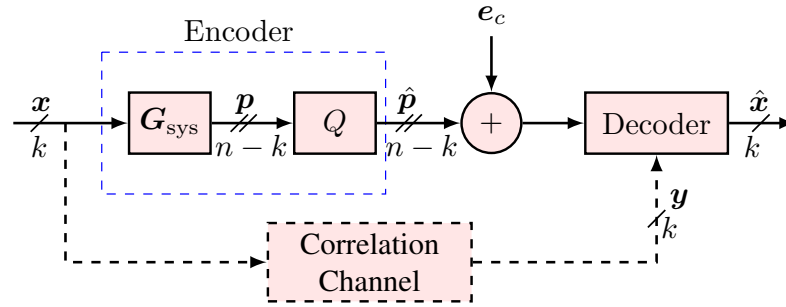 Encoder
e_c
x
k
G_sys
p
n − k
Q
p̂
n − k
+
Decoder
x̂
k
y
k
Correlation
Channel